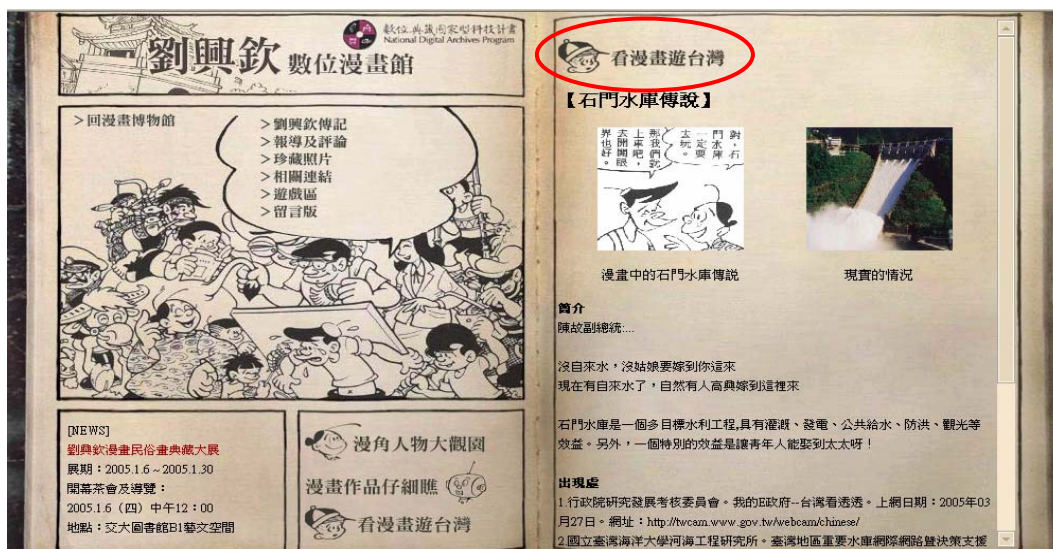 劉興欽 數位漫畫館
數位典藏國家型科技計畫
National Digital Archives Program
>回漫畫博物館
>劉興欽傳記
>報導及評論
>珍藏照片
>相關連結
>遊戲區
>留言版
[NEWS]
劉興欽漫畫民俗畫典藏大展
展期：2005.1.6 ~ 2005.1.30
開幕茶會及導覽：
2005.1.6（四）中午12：00
地點：交大圖書館B1藝文空間
漫角人物大觀園
漫畫作品仔細瞧
看漫畫遊台灣
看漫畫遊台灣
【石門水庫傳說】
對，石
門水庫
一定要
去玩。
那我們就
上車吧，
去開開眼
界也好。
漫畫中的石門水庫傳說
現實的情況
簡介
陳故副總統:...
沒自來水，沒姑娘要嫁到你這來
現在有自來水了，自然有人高興嫁到這裡來
石門水庫是一個多目標水利工程,具有灌溉、發電、公共給水、防洪、觀光等
效益。另外，一個特別的效益是讓青年人能娶到太太呀！
出現處
1.行政院研究發展考核委員會。我的E政府--台灣看透透。上網日期：2005年03
月27日。網址：http://twcam.www.gov.tw/webcam/chinese/
2.國立臺灣海洋大學河海工程研究所。臺灣地區重要水庫網際網路暨決策支援